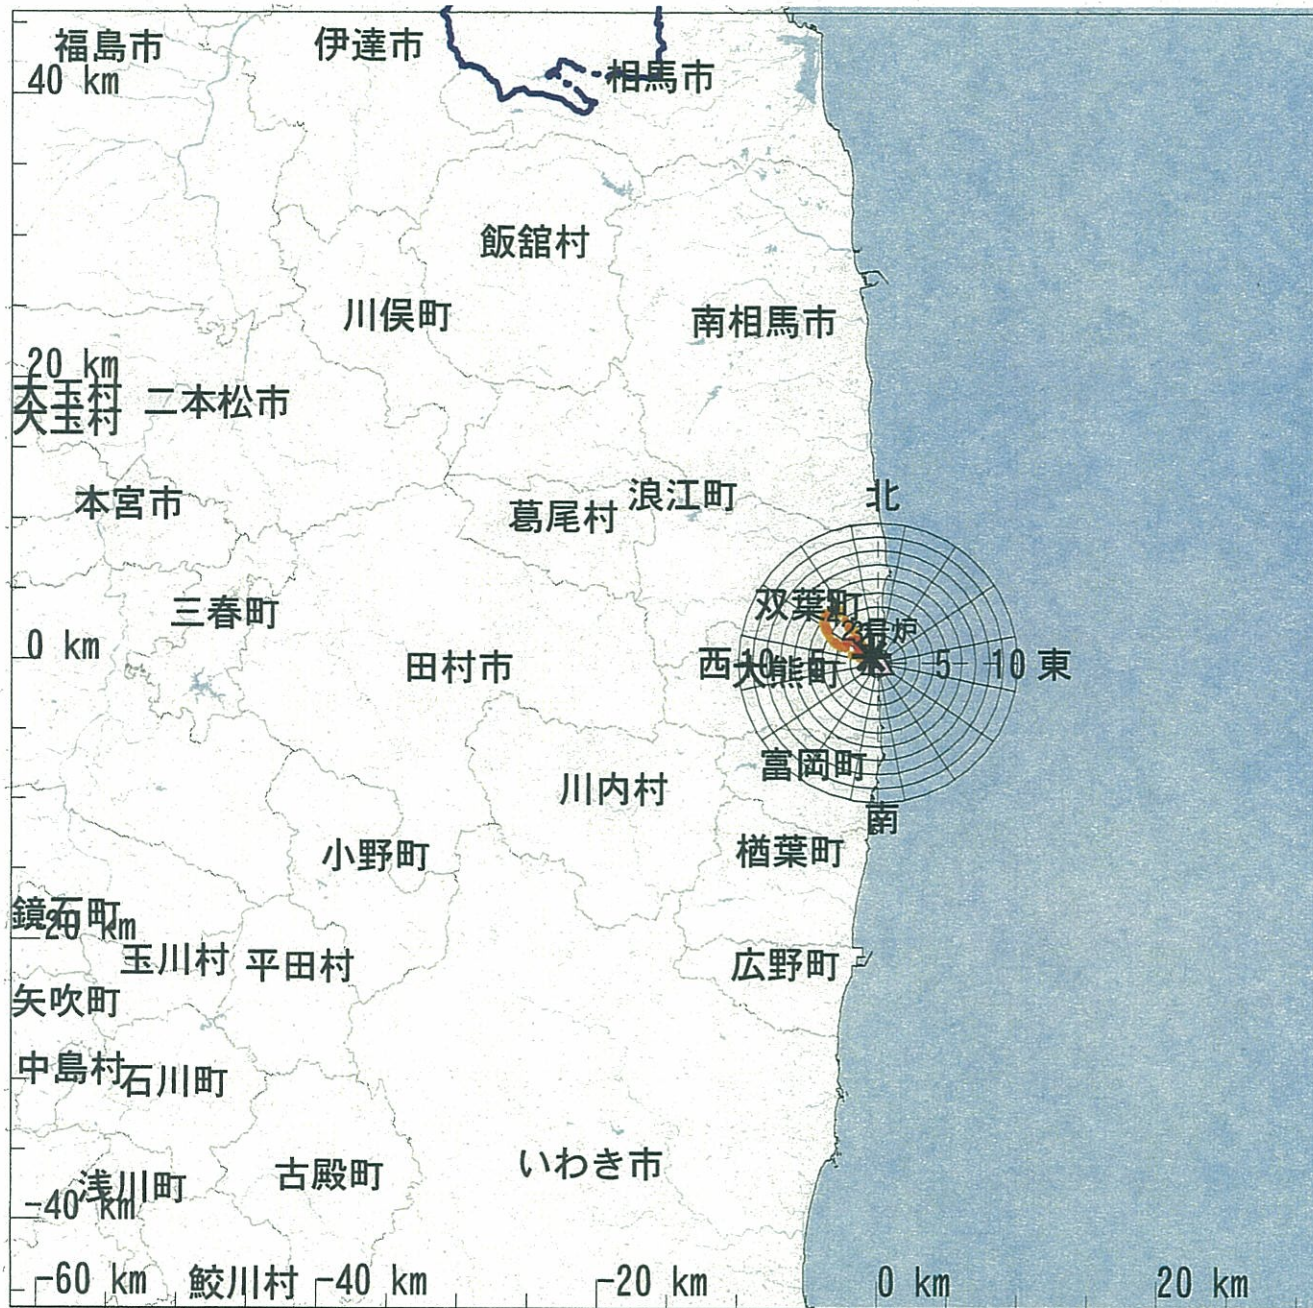 福島市
伊達市
40 km
相馬市
飯舘村
川俣町
南相馬市
20 km
大玉村
二本松市
大玉村
浪江町
北
本宮市
葛尾村
双葉町
三春町
0 km
田村市
西
10
5
大熊町
5
10
東
富岡町
川内村
南
楢葉町
小野町
鏡石町
-20 km
玉川村
平田村
広野町
矢吹町
中島村
石川町
いわき市
古殿町
浅川町
-40 km
-60 km
鮫川村
-40 km
-20 km
0 km
20 km